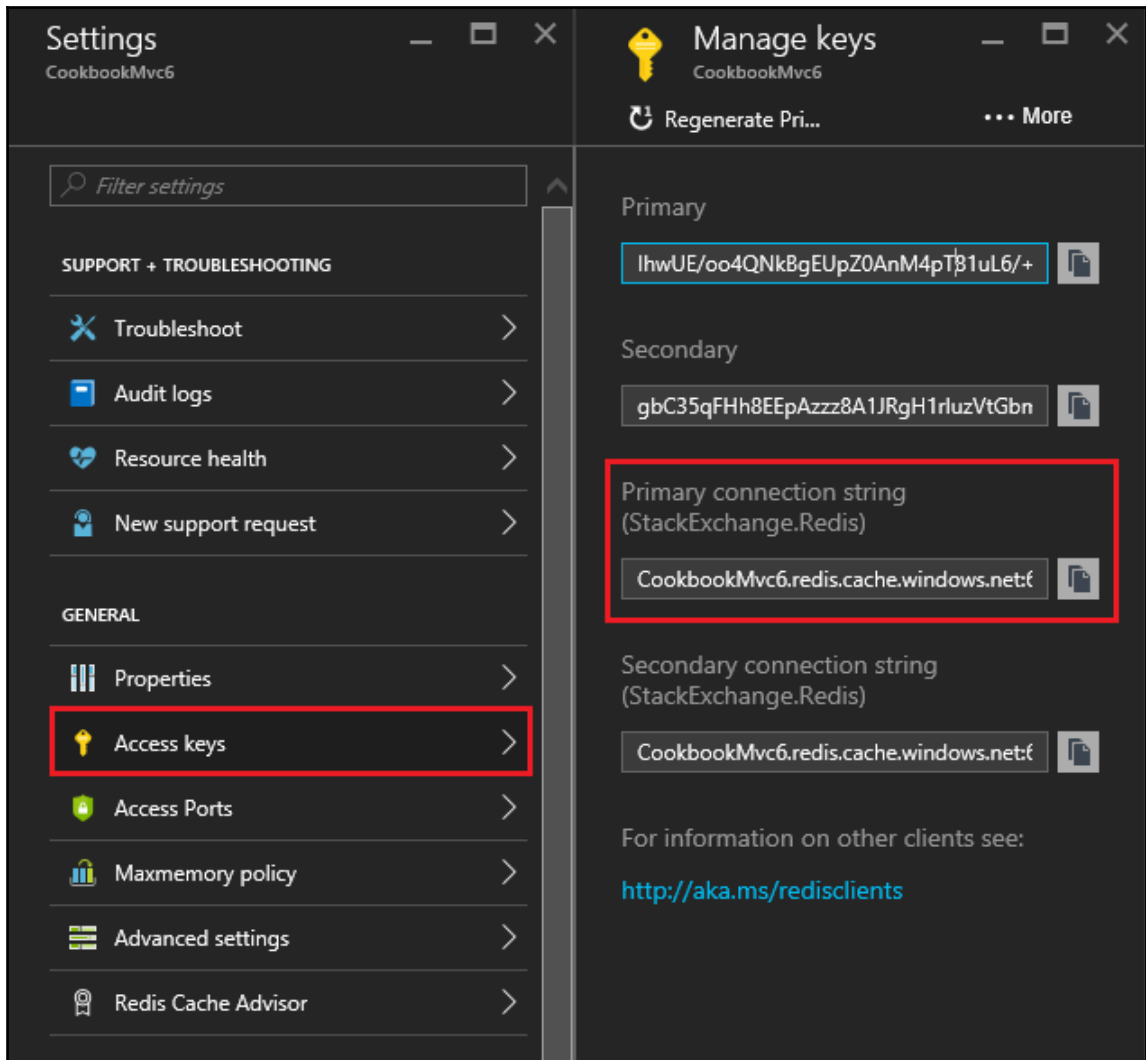 Settings
CookbookMvc6
Filter settings
SUPPORT + TROUBLESHOOTING
Troubleshoot
Audit logs
Resource health
New support request
GENERAL
Properties
Access keys
Access Ports
Maxmemory policy
Advanced settings
Redis Cache Advisor
Manage keys
CookbookMvc6
Regenerate Pri...
••• More
Primary
IhwUE/oo4QNkBgEUpZ0AnM4pT81uL6/+
Secondary
gbC35qFHh8EEpAzzz8A1JRgH1rluzVtGbn
Primary connection string
(StackExchange.Redis)
CookbookMvc6.redis.cache.windows.net:6
Secondary connection string
(StackExchange.Redis)
CookbookMvc6.redis.cache.windows.net:6
For information on other clients see:
http://aka.ms/redisclients